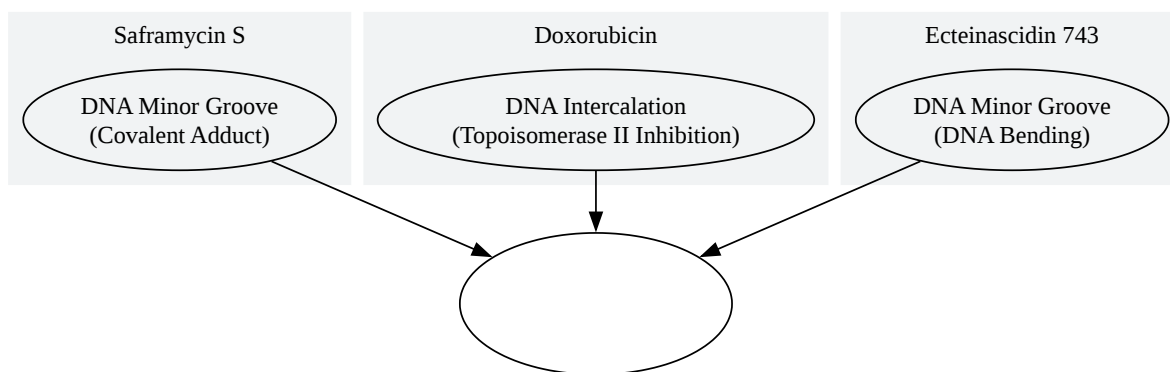 Saframycin S
Doxorubicin
Ecteinascidin 743
DNA Minor Groove
(Covalent Adduct)
DNA Intercalation
(Topoisomerase II Inhibition)
DNA Minor Groove
(DNA Bending)